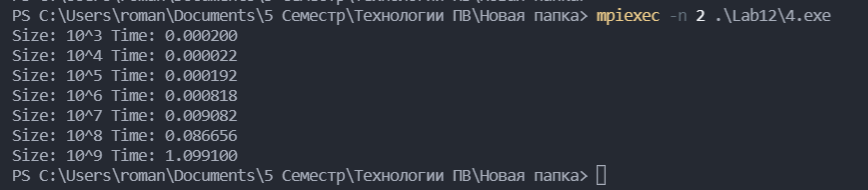 PS C:\Users\roman\Documents\5 Семестр\Технологии ПВ\Новая папка> mpiexec -n 2 .\Lab12\4.exe
Size: 10^3 Time: 0.000200
Size: 10^4 Time: 0.000022
Size: 10^5 Time: 0.000192
Size: 10^6 Time: 0.000818
Size: 10^7 Time: 0.009082
Size: 10^8 Time: 0.086656
Size: 10^9 Time: 1.099100
PS C:\Users\roman\Documents\5 Семестр\Технологии ПВ\Новая папка>